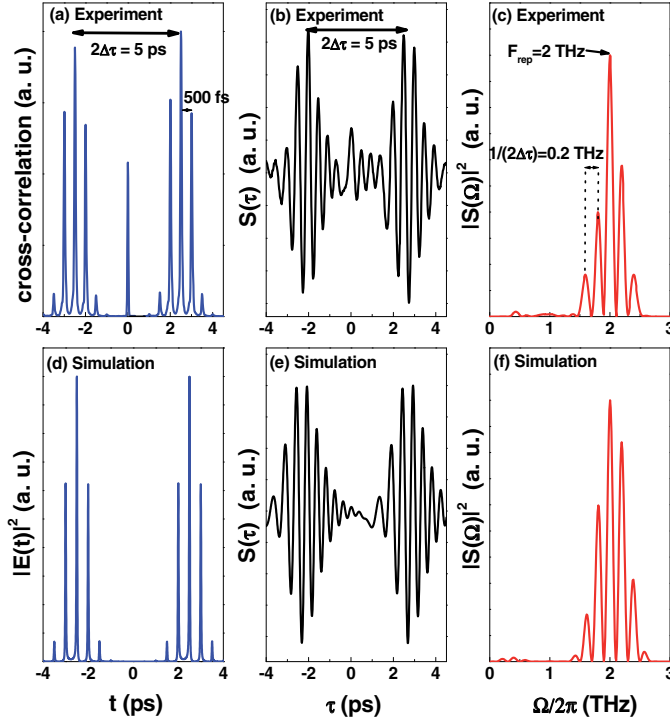 (a) Experiment
2Δτ = 5 ps
500 fs
cross-correlation (a. u.)
-4 -2 0 2 4
(b) Experiment
2Δτ = 5 ps
S(τ) (a. u.)
-4 -2 0 2 4
(c) Experiment
F_rep=2 THz
1/(2Δτ)=0.2 THz
|S(Ω)|²  (a. u.)
0 1 2 3
(d) Simulation
|E(t)|² (a. u.)
-4 -2 0 2 4
t (ps)
(e) Simulation
S(τ) (a. u.)
-4 -2 0 2 4
τ (ps)
(f) Simulation
|S(Ω)|²  (a. u.)
0 1 2 3
Ω/2π (THz)